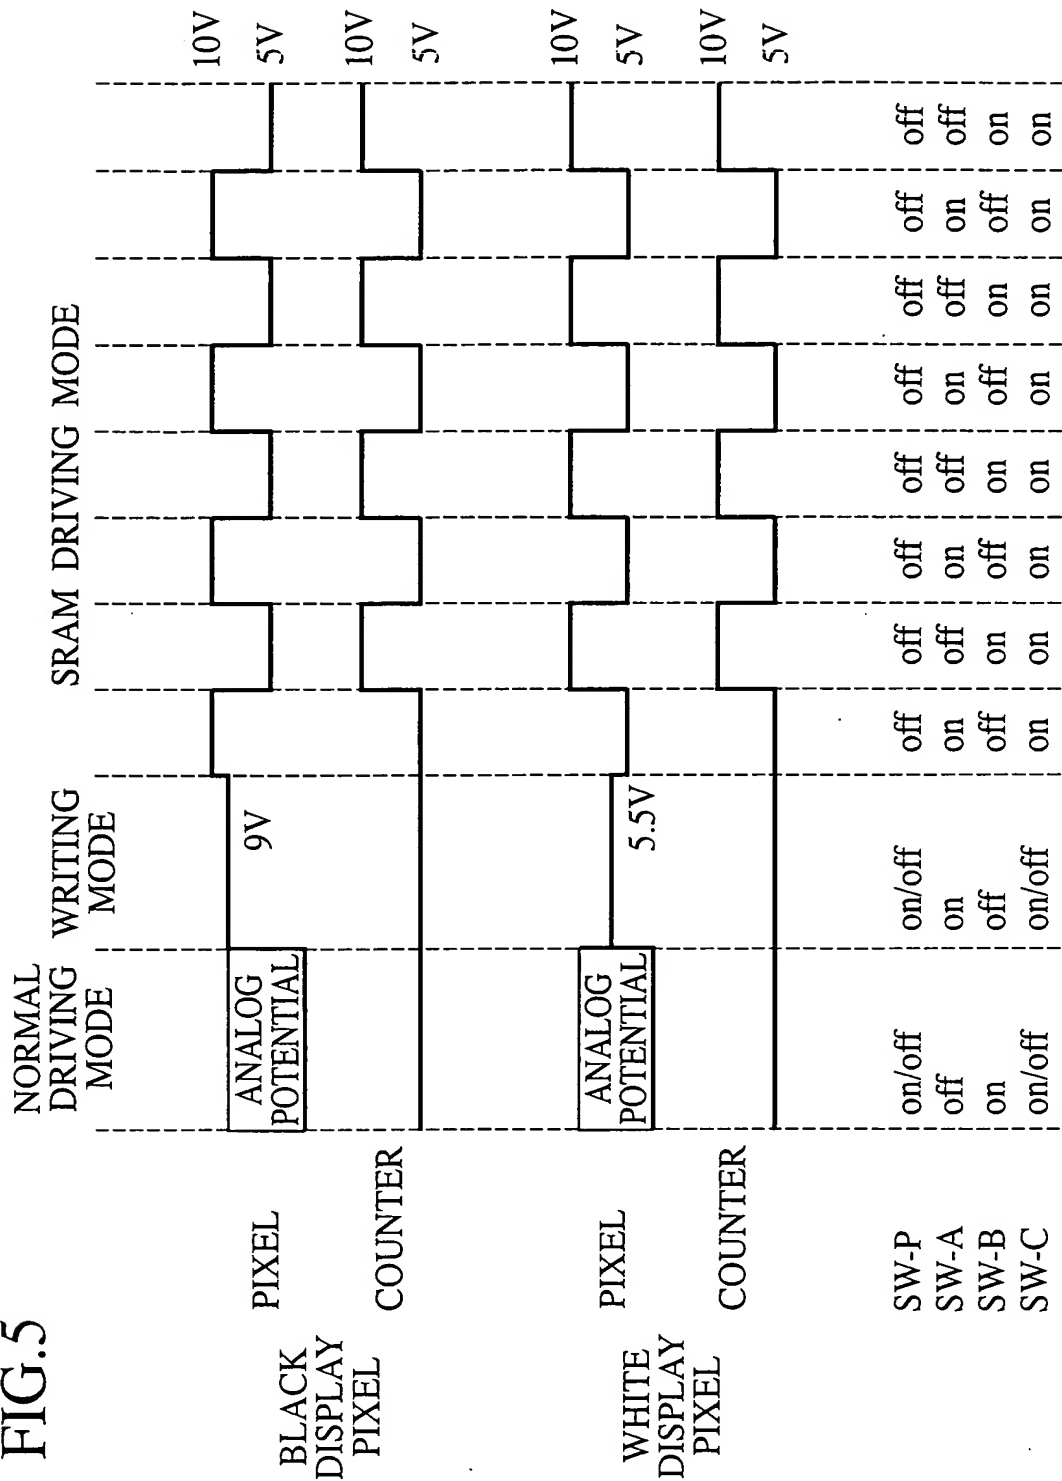 FIG.5
NORMAL
DRIVING
MODE
WRITING
MODE
SRAM DRIVING MODE
BLACK
DISPLAY
PIXEL
PIXEL
ANALOG
POTENTIAL
9V
10V
5V
COUNTER
10V
5V
WHITE
DISPLAY
PIXEL
PIXEL
ANALOG
POTENTIAL
5.5V
10V
5V
COUNTER
10V
5V
SW-P on/off on/off off off off off off off off off
SW-A off on on off on off on off on off
SW-B on off off on off on off on off on
SW-C on/off on/off on on on on on on on on